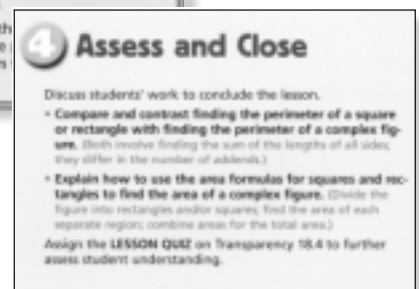 th
e
4 Assess and Close
Discuss students' work to conclude the lesson.
• Compare and contrast finding the perimeter of a square
or rectangle with finding the perimeter of a complex fig-
ure. (Both involve finding the sum of the lengths of all sides;
they differ in the number of addends.)
• Explain how to use the area formulas for squares and rec-
tangles to find the area of a complex figure. (Divide the
figure into rectangles and/or squares; find the area of each
separate region; combine areas for the total area.)
Assign the LESSON QUIZ on Transparency 18.4 to further
assess student understanding.